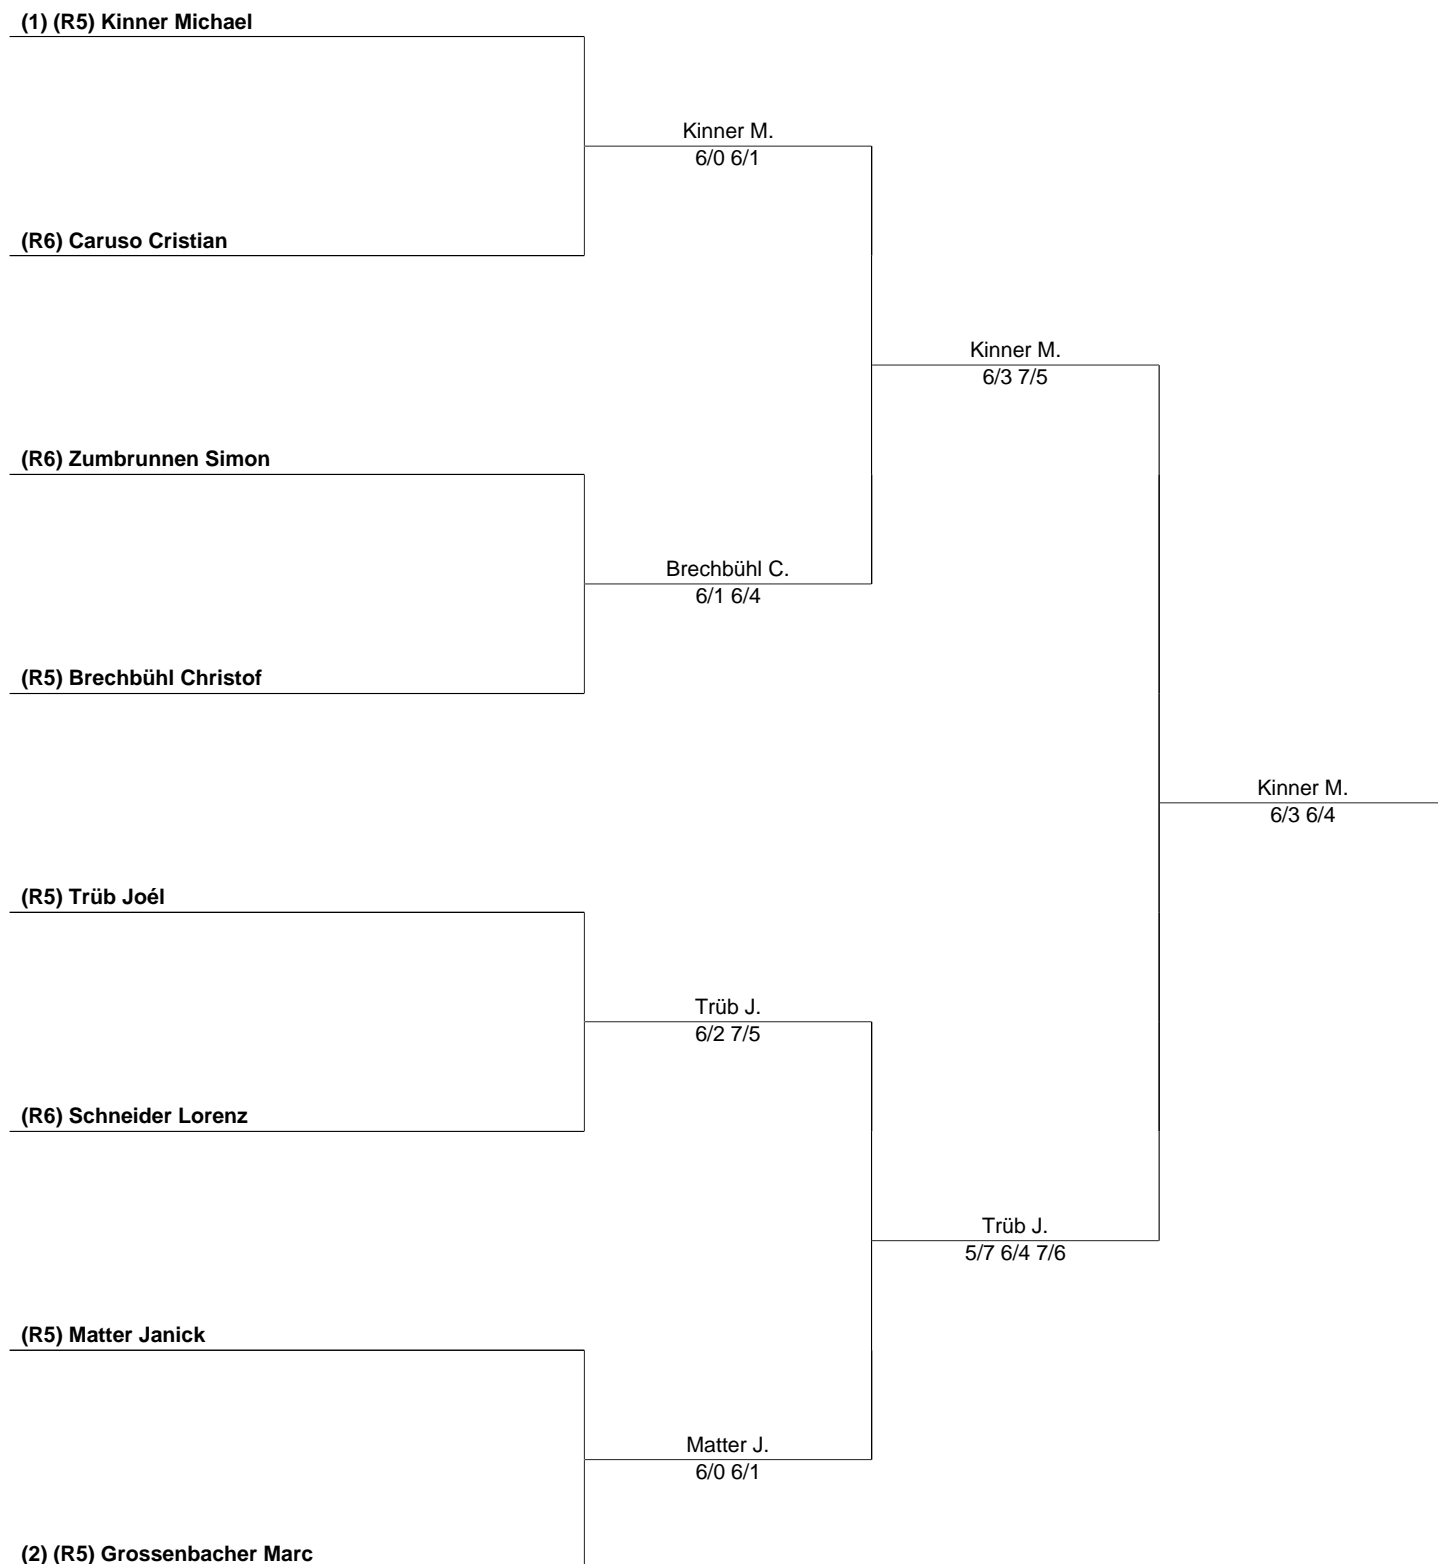 (1) (R5) Kinner Michael
Kinner M.
6/0 6/1
(R6) Caruso Cristian
Kinner M.
6/3 7/5
(R6) Zumbrunnen Simon
Brechbühl C.
6/1 6/4
(R5) Brechbühl Christof
Kinner M.
6/3 6/4
(R5) Trüb Joél
Trüb J.
6/2 7/5
(R6) Schneider Lorenz
Trüb J.
5/7 6/4 7/6
(R5) Matter Janick
Matter J.
6/0 6/1
(2) (R5) Grossenbacher Marc